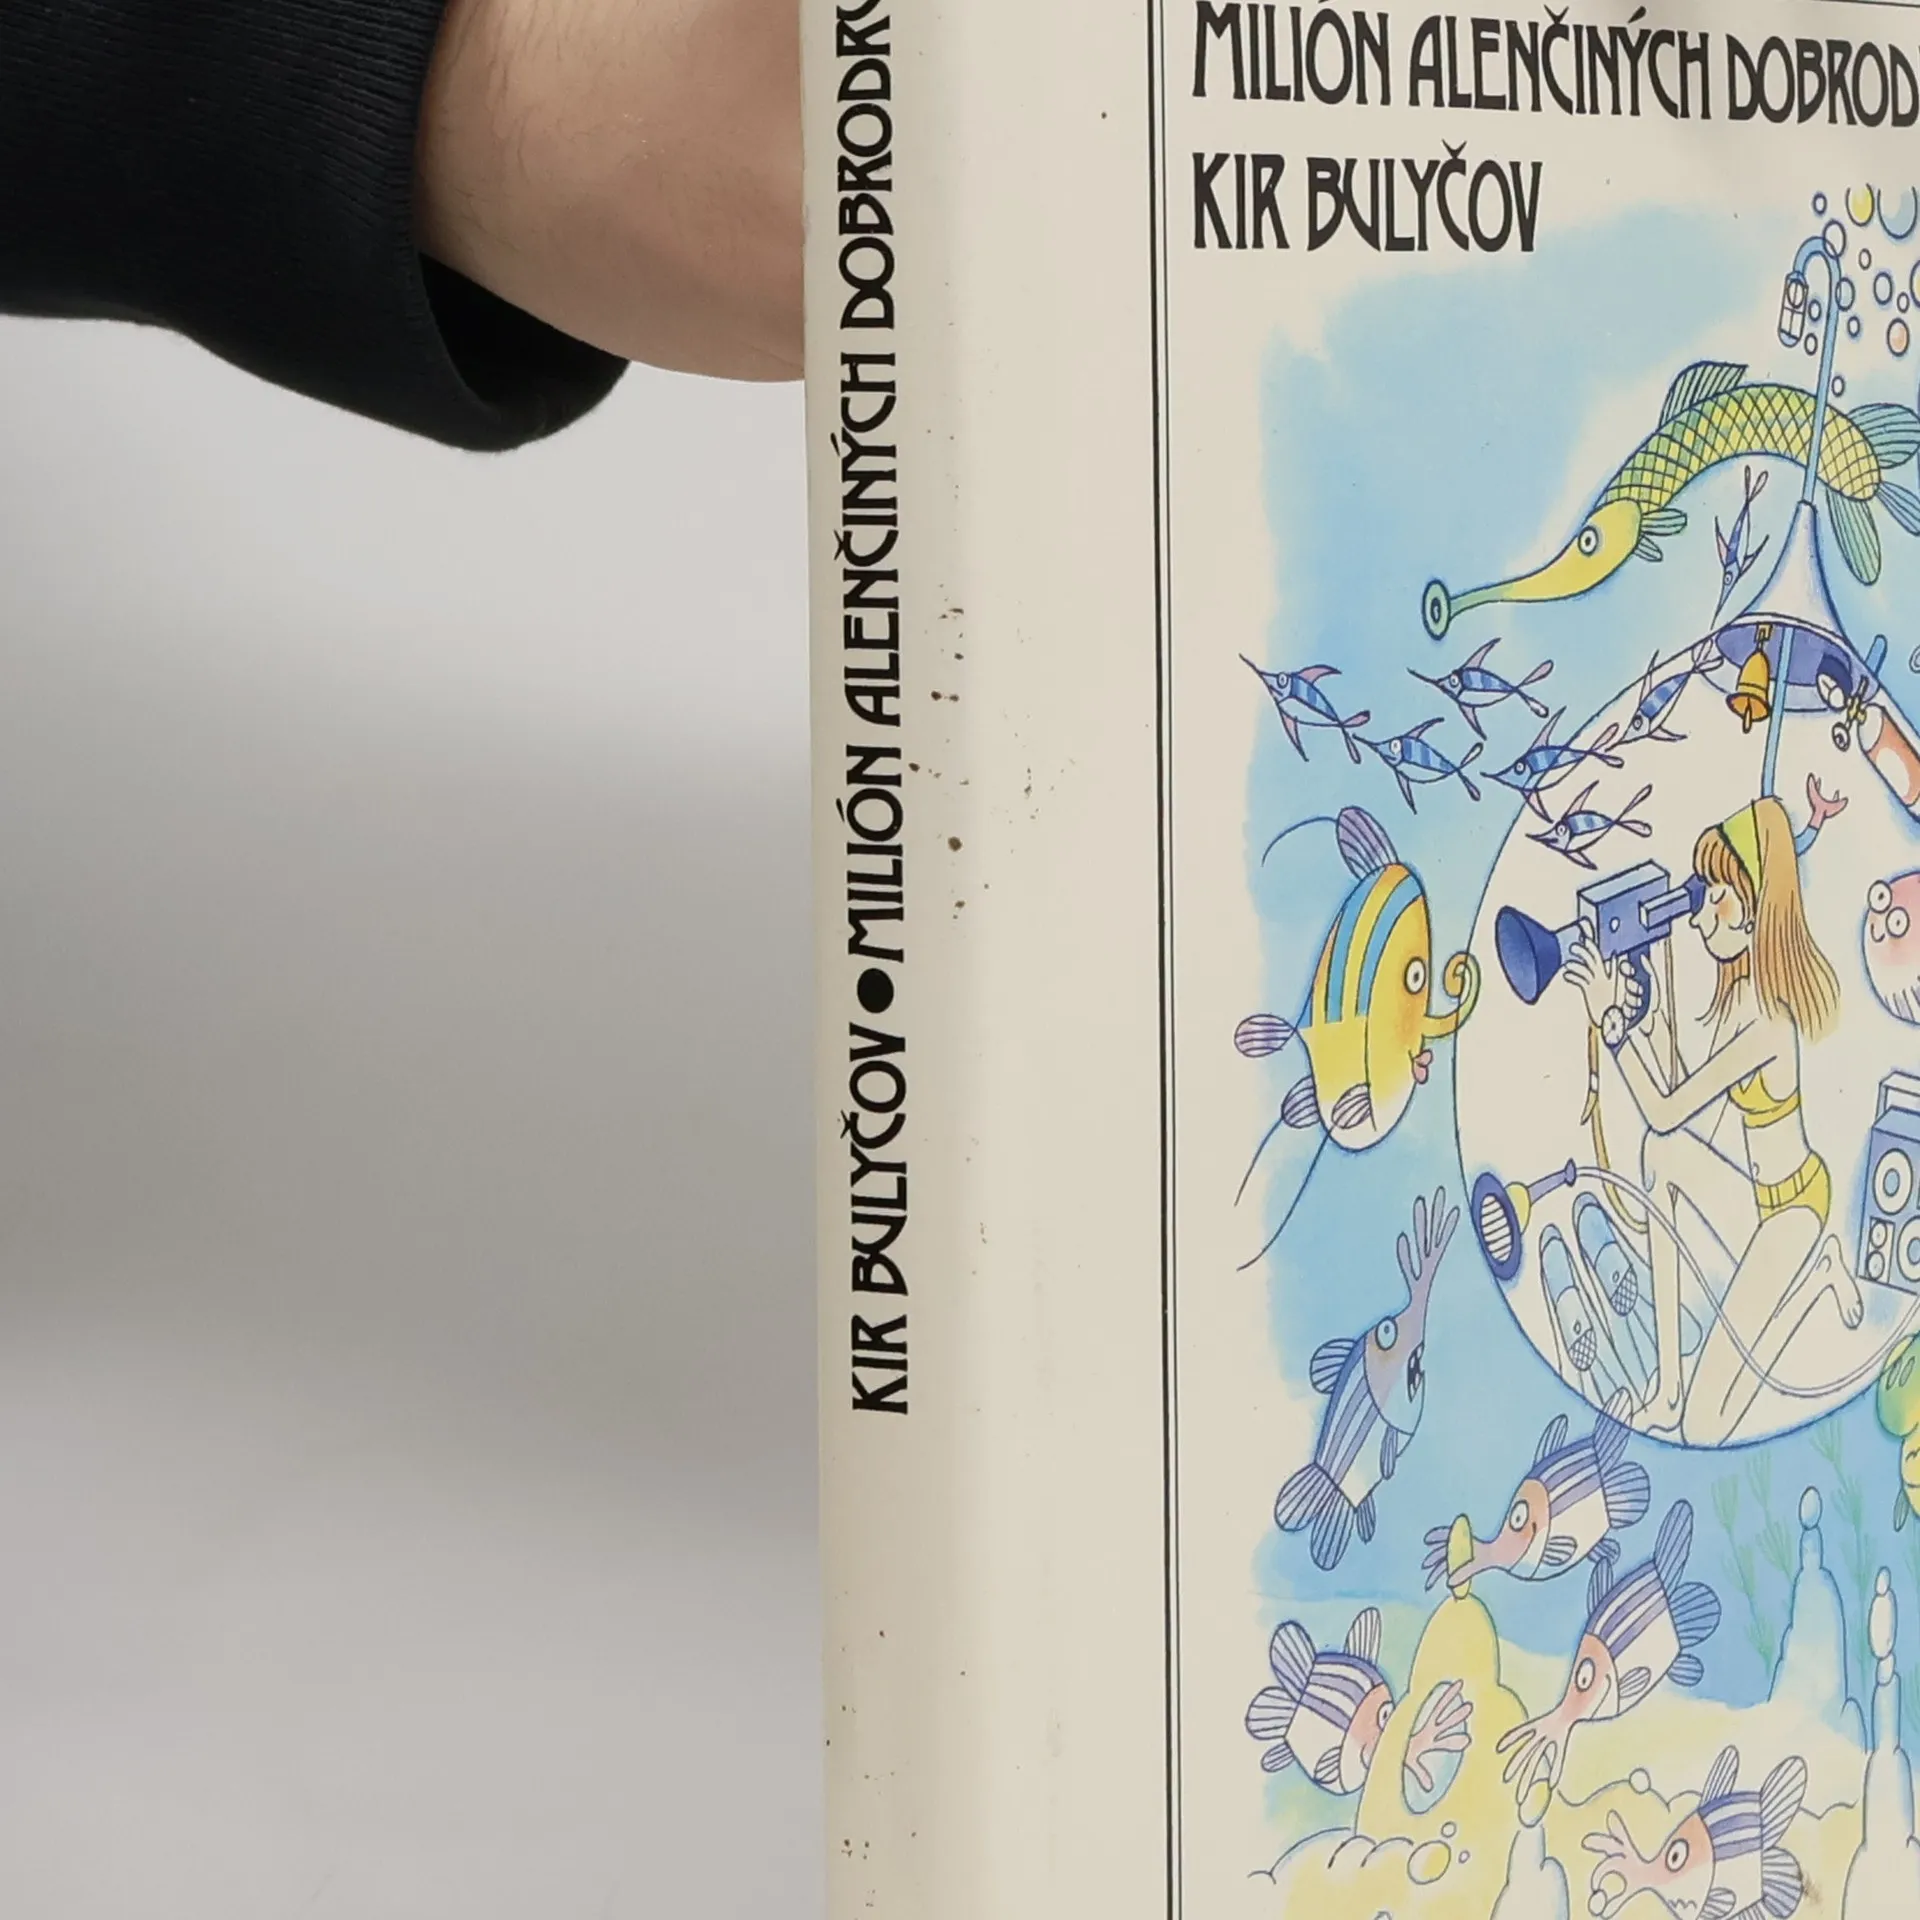 MILIÓN ALENČINÝCH DOBROD
KIR BULYČOV
KIR BULYČOV ● MILIÓN ALENČINÝCH DOBRODR